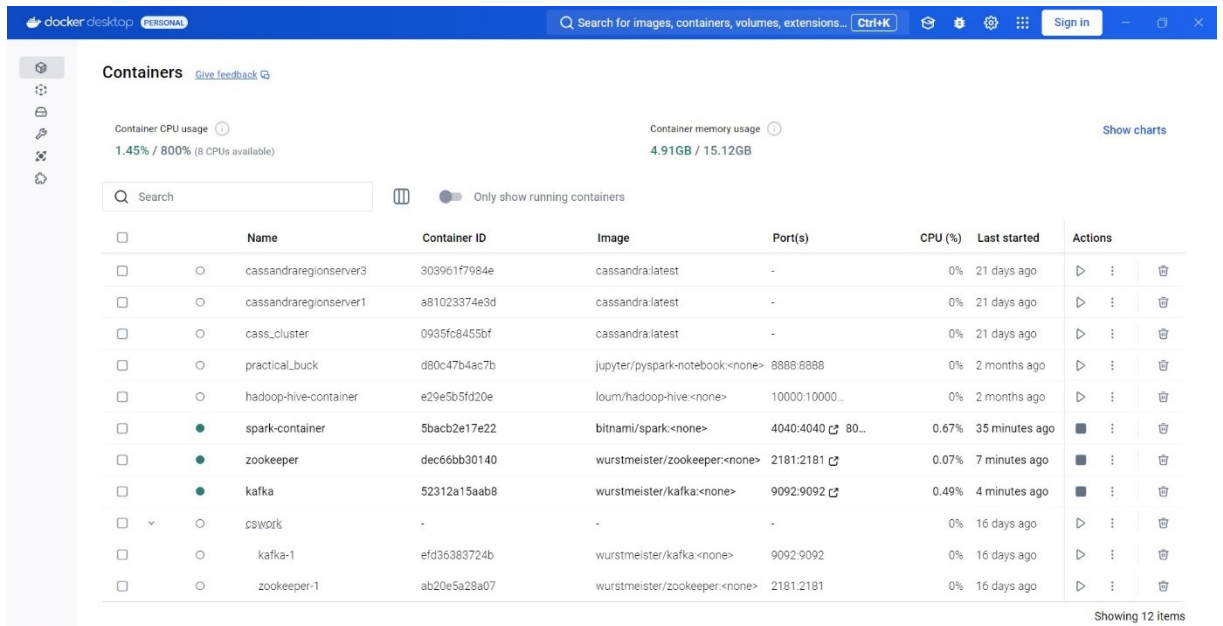 docker desktop PERSONAL Search for images, containers, volumes, extensions... Ctrl+K Sign in
Containers Give feedback
Container CPU usage Container memory usage Show charts
1.45% / 800% (8 CPUs available) 4.91GB / 15.12GB
Search Only show running containers
Name Container ID Image Port(s) CPU (%) Last started Actions
cassandraregionserver3 303961f7984e cassandra:latest - 0% 21 days ago
cassandraregionserver1 a81023374e3d cassandra:latest - 0% 21 days ago
cass_cluster 0935fc8455bf cassandra:latest - 0% 21 days ago
practical_buck d80c47b4ac7b jupyter/pyspark-notebook:<none> 8888:8888 0% 2 months ago
hadoop-hive-container e29e5b5fd20e loum/hadoop-hive:<none> 10000:10000... 0% 2 months ago
spark-container 5bacb2e17e22 bitnami/spark:<none> 4040:4040 80... 0.67% 35 minutes ago
zookeeper dec66bb30140 wurstmeister/zookeeper:<none> 2181:2181 0.07% 7 minutes ago
kafka 52312a15aab8 wurstmeister/kafka:<none> 9092:9092 0.49% 4 minutes ago
cswork - - - 0% 16 days ago
kafka-1 efd36383724b wurstmeister/kafka:<none> 9092:9092 0% 16 days ago
zookeeper-1 ab20e5a28a07 wurstmeister/zookeeper:<none> 2181:2181 0% 16 days ago
Showing 12 items